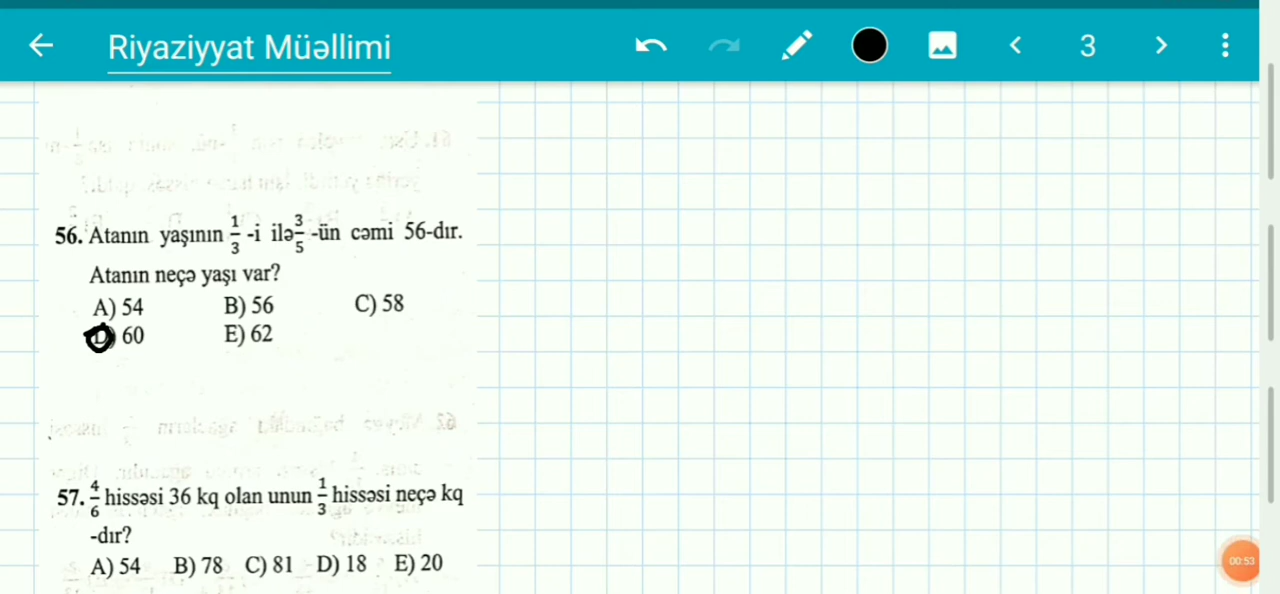 Riyaziyyat Müəllimi
3
56. Atanın yaşının 1/3 -i ilə 3/5 -ün cəmi 56-dır.
Atanın neçə yaşı var?
A) 54 B) 56 C) 58
D) 60 E) 62
57. 4/6 hissəsi 36 kq olan unun 1/3 hissəsi neçə kq
-dır?
A) 54 B) 78 C) 81 D) 18 E) 20
00:53